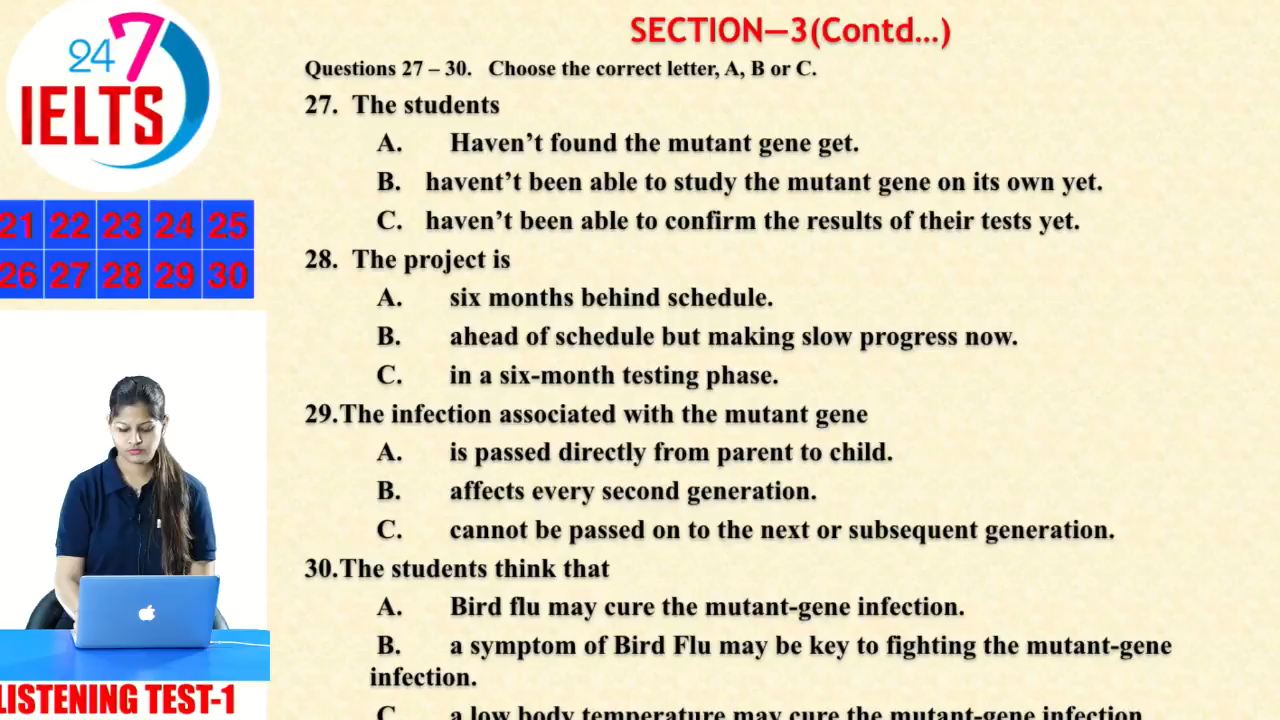 SECTION—3(Contd...)
24 7
IELTS
Questions 27 – 30. Choose the correct letter, A, B or C.
27. The students
A. Haven't found the mutant gene get.
B. havent't been able to study the mutant gene on its own yet.
C. haven't been able to confirm the results of their tests yet.
21 22 23 24 25
26 27 28 29 30
28. The project is
A. six months behind schedule.
B. ahead of schedule but making slow progress now.
C. in a six-month testing phase.
29.The infection associated with the mutant gene
A. is passed directly from parent to child.
B. affects every second generation.
C. cannot be passed on to the next or subsequent generation.
30.The students think that
A. Bird flu may cure the mutant-gene infection.
B. a symptom of Bird Flu may be key to fighting the mutant-gene
infection.
C a low body temperature may cure the mutant-gene infection
LISTENING TEST-1